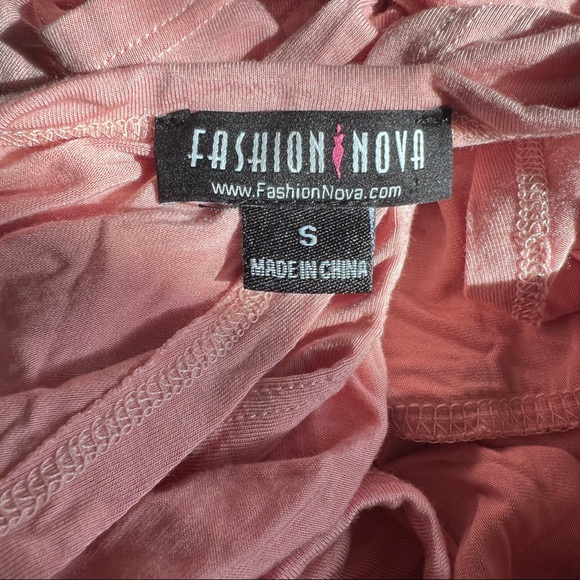 FASHION NOVA
www.FashionNova.com
S
MADE IN CHINA